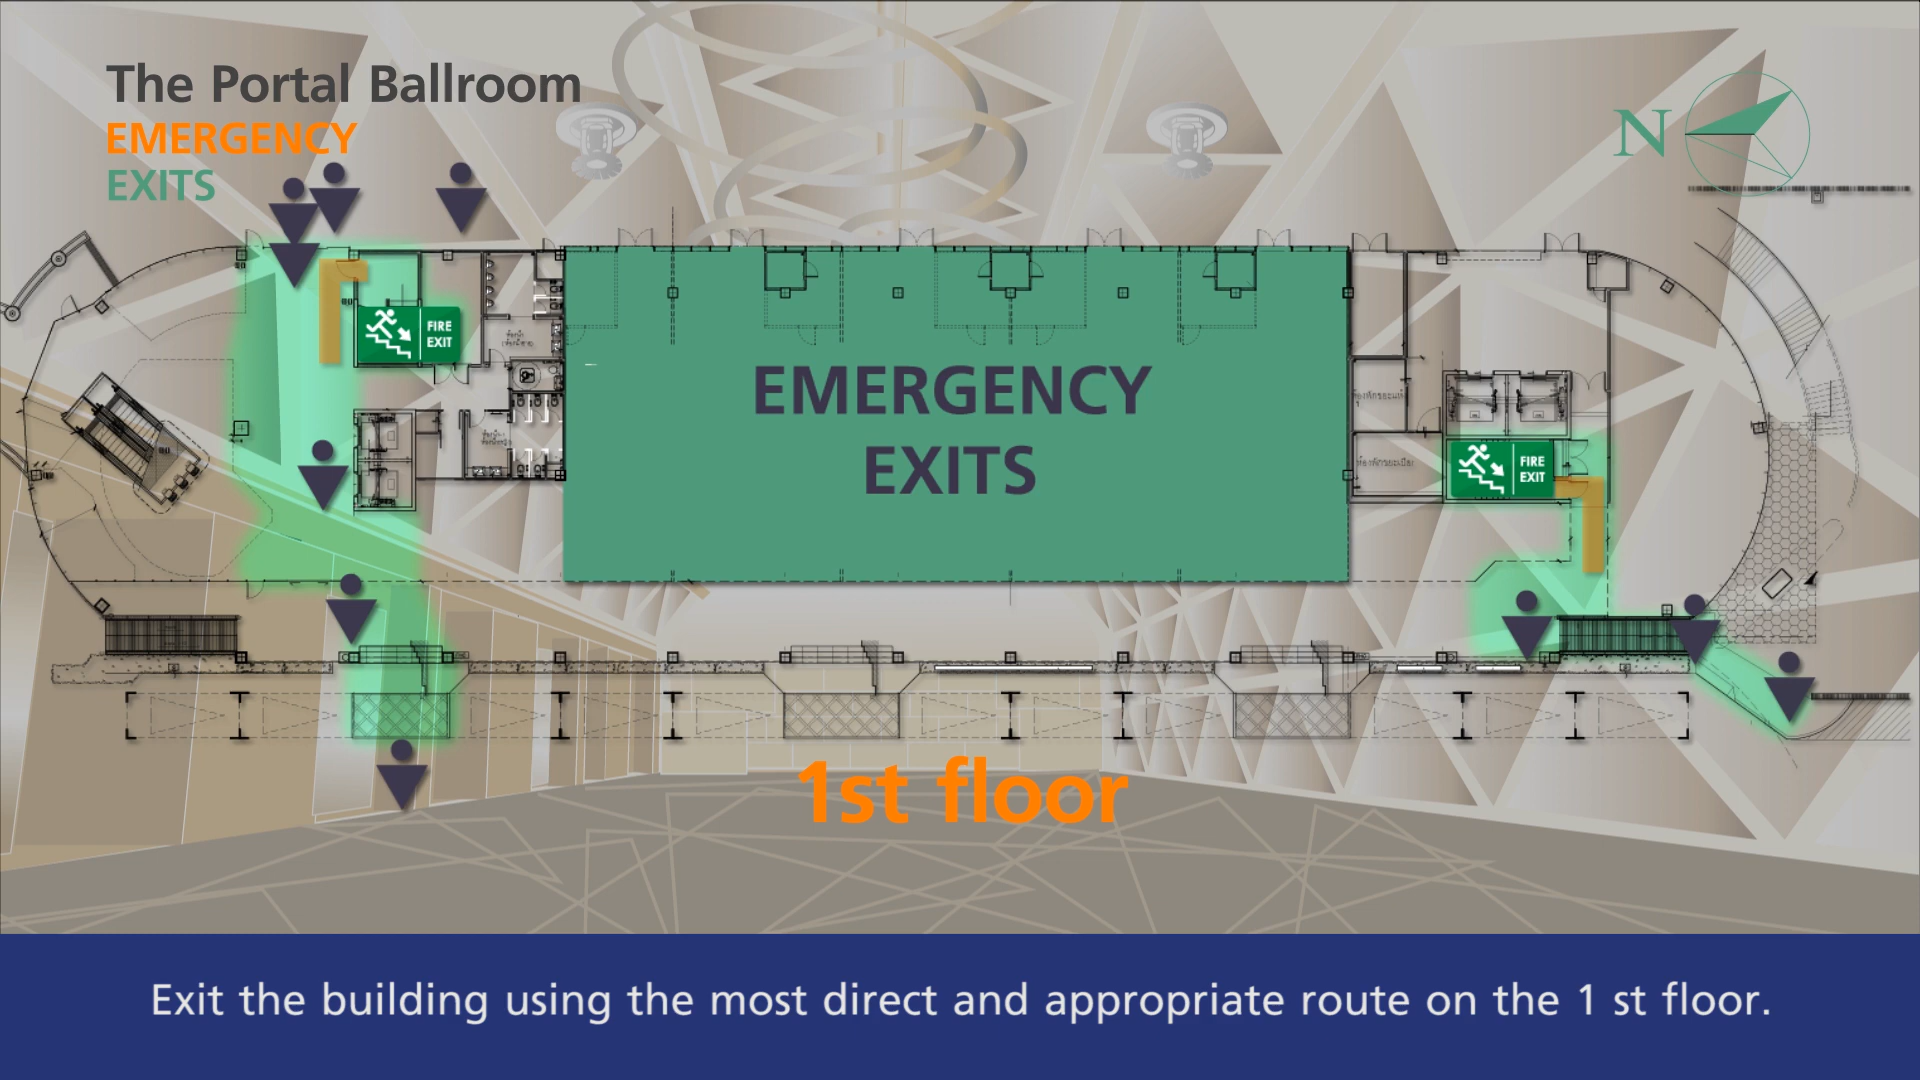 The Portal Ballroom
EMERGENCY
EXITS
N
FIRE
EXIT
EMERGENCY
EXITS
FIRE
EXIT
1st floor
Exit the building using the most direct and appropriate route on the 1 st floor.